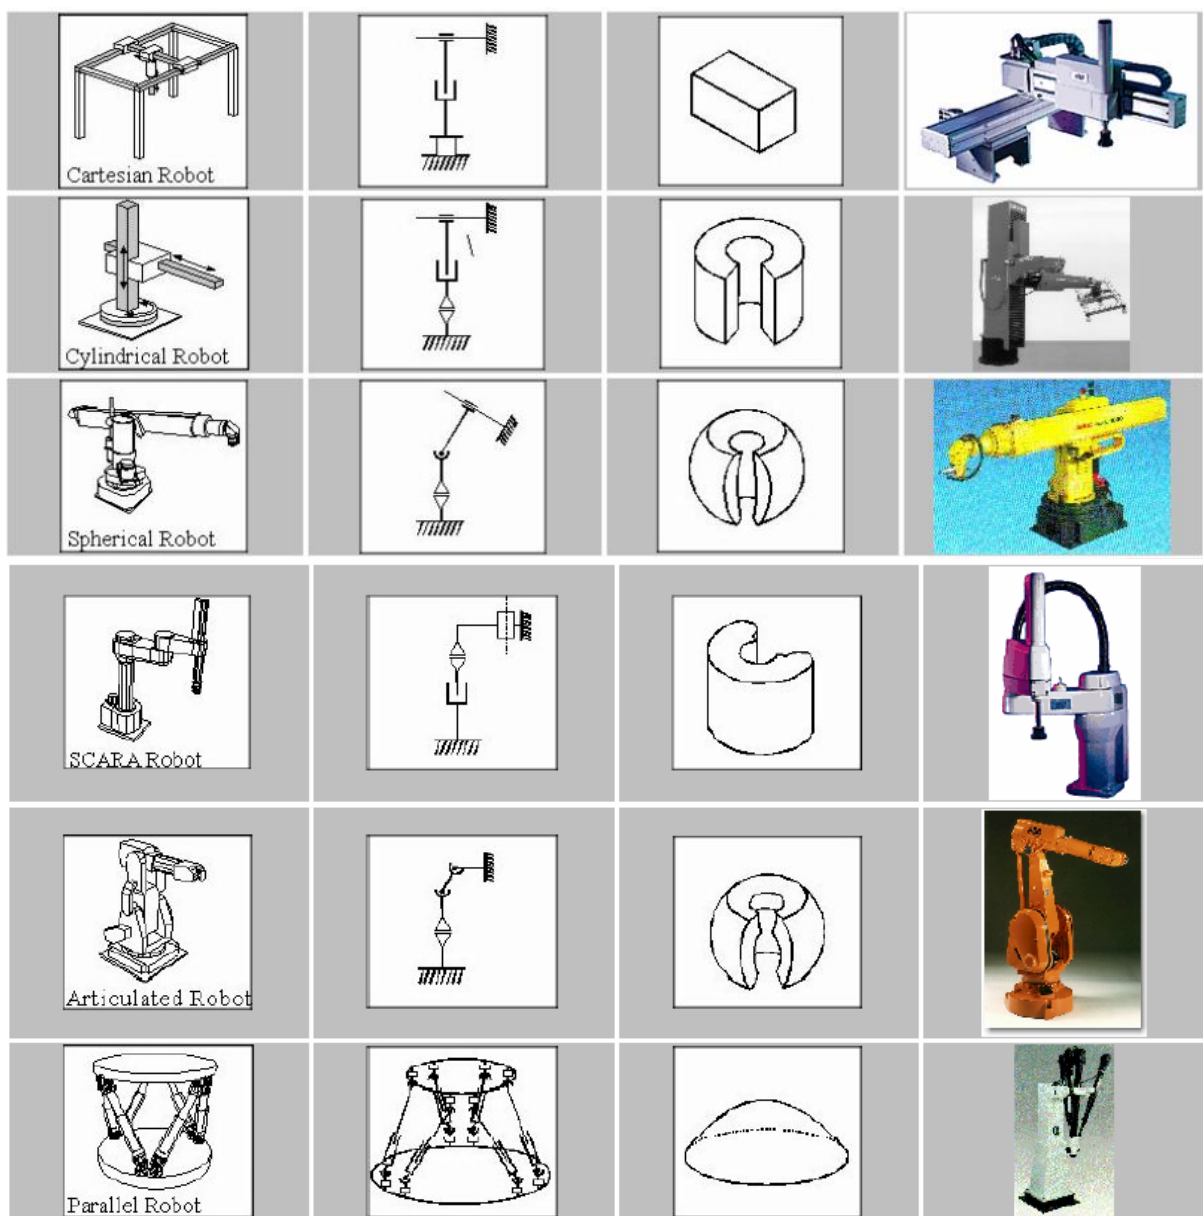 Cartesian Robot
Cylindrical Robot
Spherical Robot
SCARA Robot
Articulated Robot
Parallel Robot